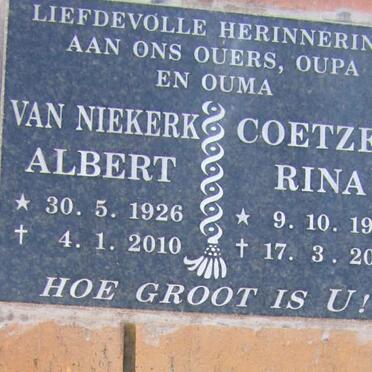 LIEFDEVOLLE HERINNERIN
AAN ONS OUERS, OUPA
EN OUMA
VAN NIEKERK
ALBERT
★ 30. 5. 1926
† 4. 1. 2010
COETZE
RINA
★ 9. 10. 19
† 17. 3. 20
HOE GROOT IS U!